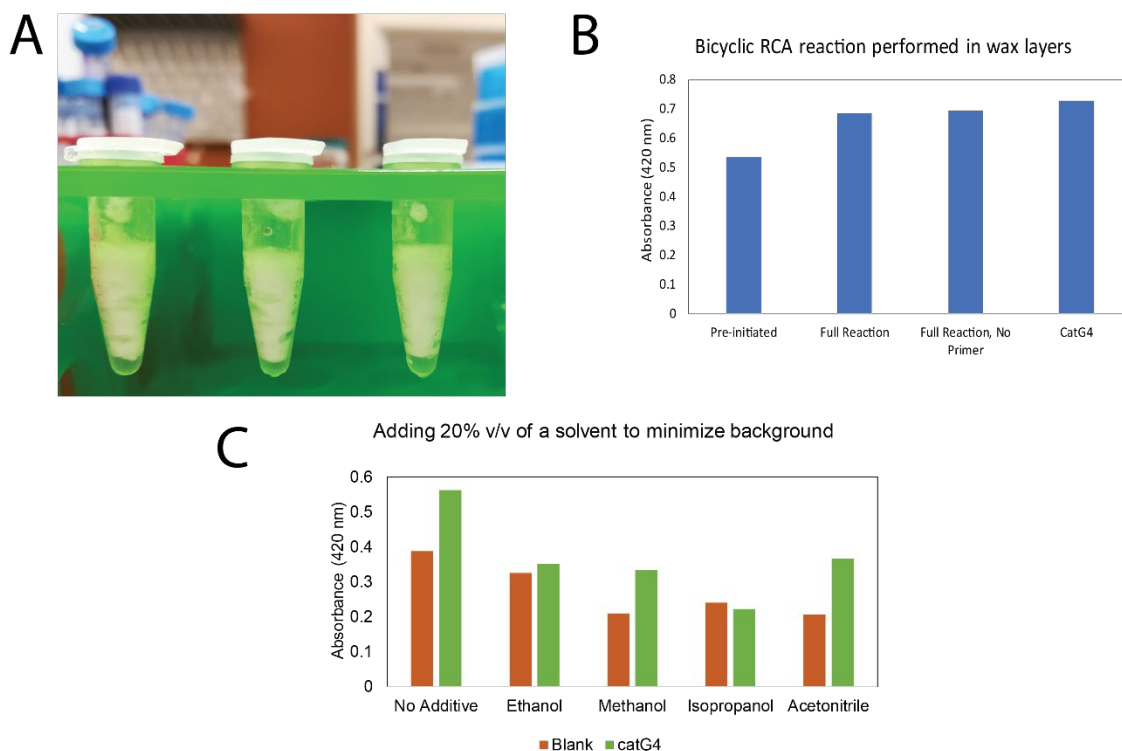 A
B
Bicyclic RCA reaction performed in wax layers
Absorbance (420 nm)
0.8
0.7
0.6
0.5
0.4
0.3
0.2
0.1
0
Pre-initiated
Full Reaction
Full Reaction, No
Primer
CatG4
C
Adding 20% v/v of a solvent to minimize background
Absorbance (420 nm)
0.6
0.5
0.4
0.3
0.2
0.1
0
No Additive
Ethanol
Methanol
Isopropanol
Acetonitrile
Blank
catG4